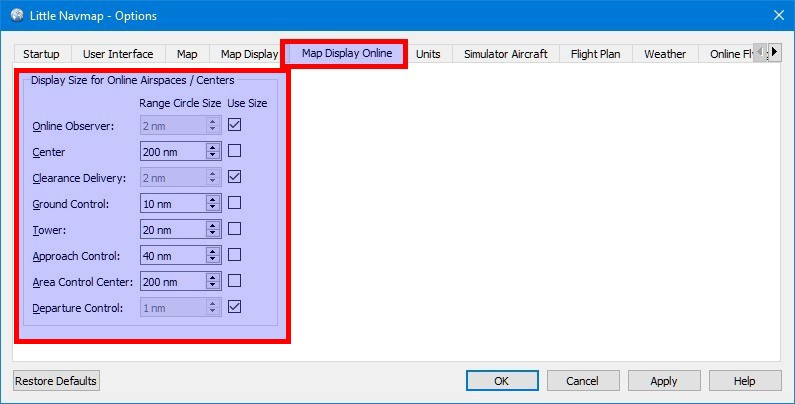 Little Navmap - Options
Startup User Interface Map Map Display Map Display Online Units Simulator Aircraft Flight Plan Weather Online Flying
Display Size for Online Airspaces / Centers
Range Circle Size Use Size
Online Observer: 2 nm
Center 200 nm
Clearance Delivery: 2 nm
Ground Control: 10 nm
Tower: 20 nm
Approach Control: 40 nm
Area Control Center: 200 nm
Departure Control: 1 nm
Restore Defaults OK Cancel Apply Help